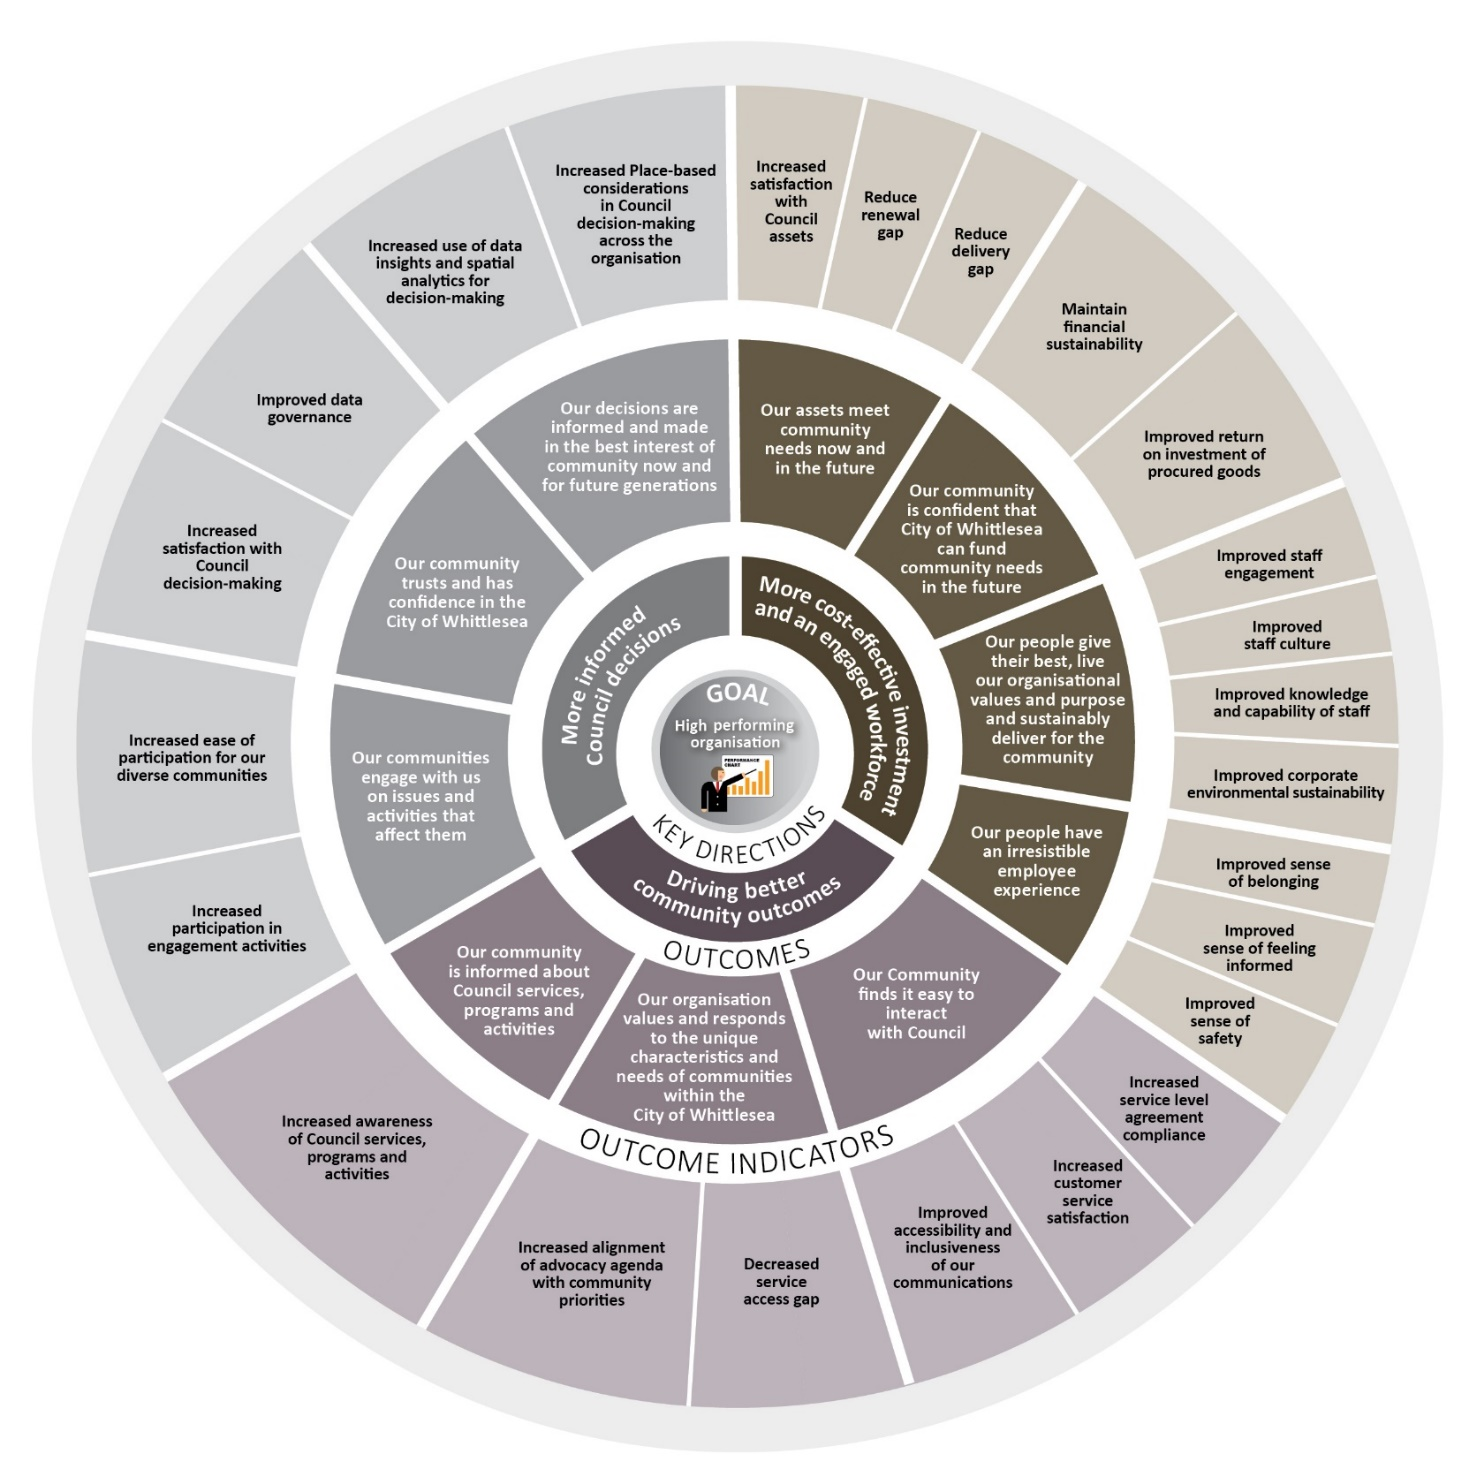 GOAL
High performing
organisation
PERFORMANCE
CHART
KEY DIRECTIONS
More informed
Council decisions
More cost-effective investment
and an engaged workforce
Driving better
community outcomes
OUTCOMES
Our decisions are
informed and made
in the best interest of
community now and
for future generations
Our assets meet
community
needs now and
in the future
Our community
is confident that
City of Whittlesea
can fund
community needs
in the future
Our people give
their best, live
our organisational
values and purpose
and sustainably
deliver for the
community
Our people have
an irresistible
employee
experience
Our Community
finds it easy to
interact
with Council
Our organisation
values and responds
to the unique
characteristics and
needs of communities
within the
City of Whittlesea
Our community
is informed about
Council services,
programs and
activities
Our communities
engage with us
on issues and
activities that
affect them
Our community
trusts and has
confidence in the
City of Whittlesea
OUTCOME INDICATORS
Increased Place-based
considerations
in Council
decision-making
across the
organisation
Increased
satisfaction
with
Council
assets
Reduce
renewal
gap
Reduce
delivery
gap
Maintain
financial
sustainability
Improved return
on investment of
procured goods
Improved staff
engagement
Improved
staff culture
Improved knowledge
and capability of staff
Improved corporate
environmental sustainability
Improved sense
of belonging
Improved
sense of feeling
informed
Improved
sense of
safety
Increased
service level
agreement
compliance
Increased
customer
service
satisfaction
Improved
accessibility and
inclusiveness
of our
communications
Decreased
service
access gap
Increased alignment
of advocacy agenda
with community
priorities
Increased awareness
of Council services,
programs and
activities
Increased
participation in
engagement activities
Increased ease of
participation for our
diverse communities
Increased
satisfaction with
Council
decision-making
Improved data
governance
Increased use of data
insights and spatial
analytics for
decision-making